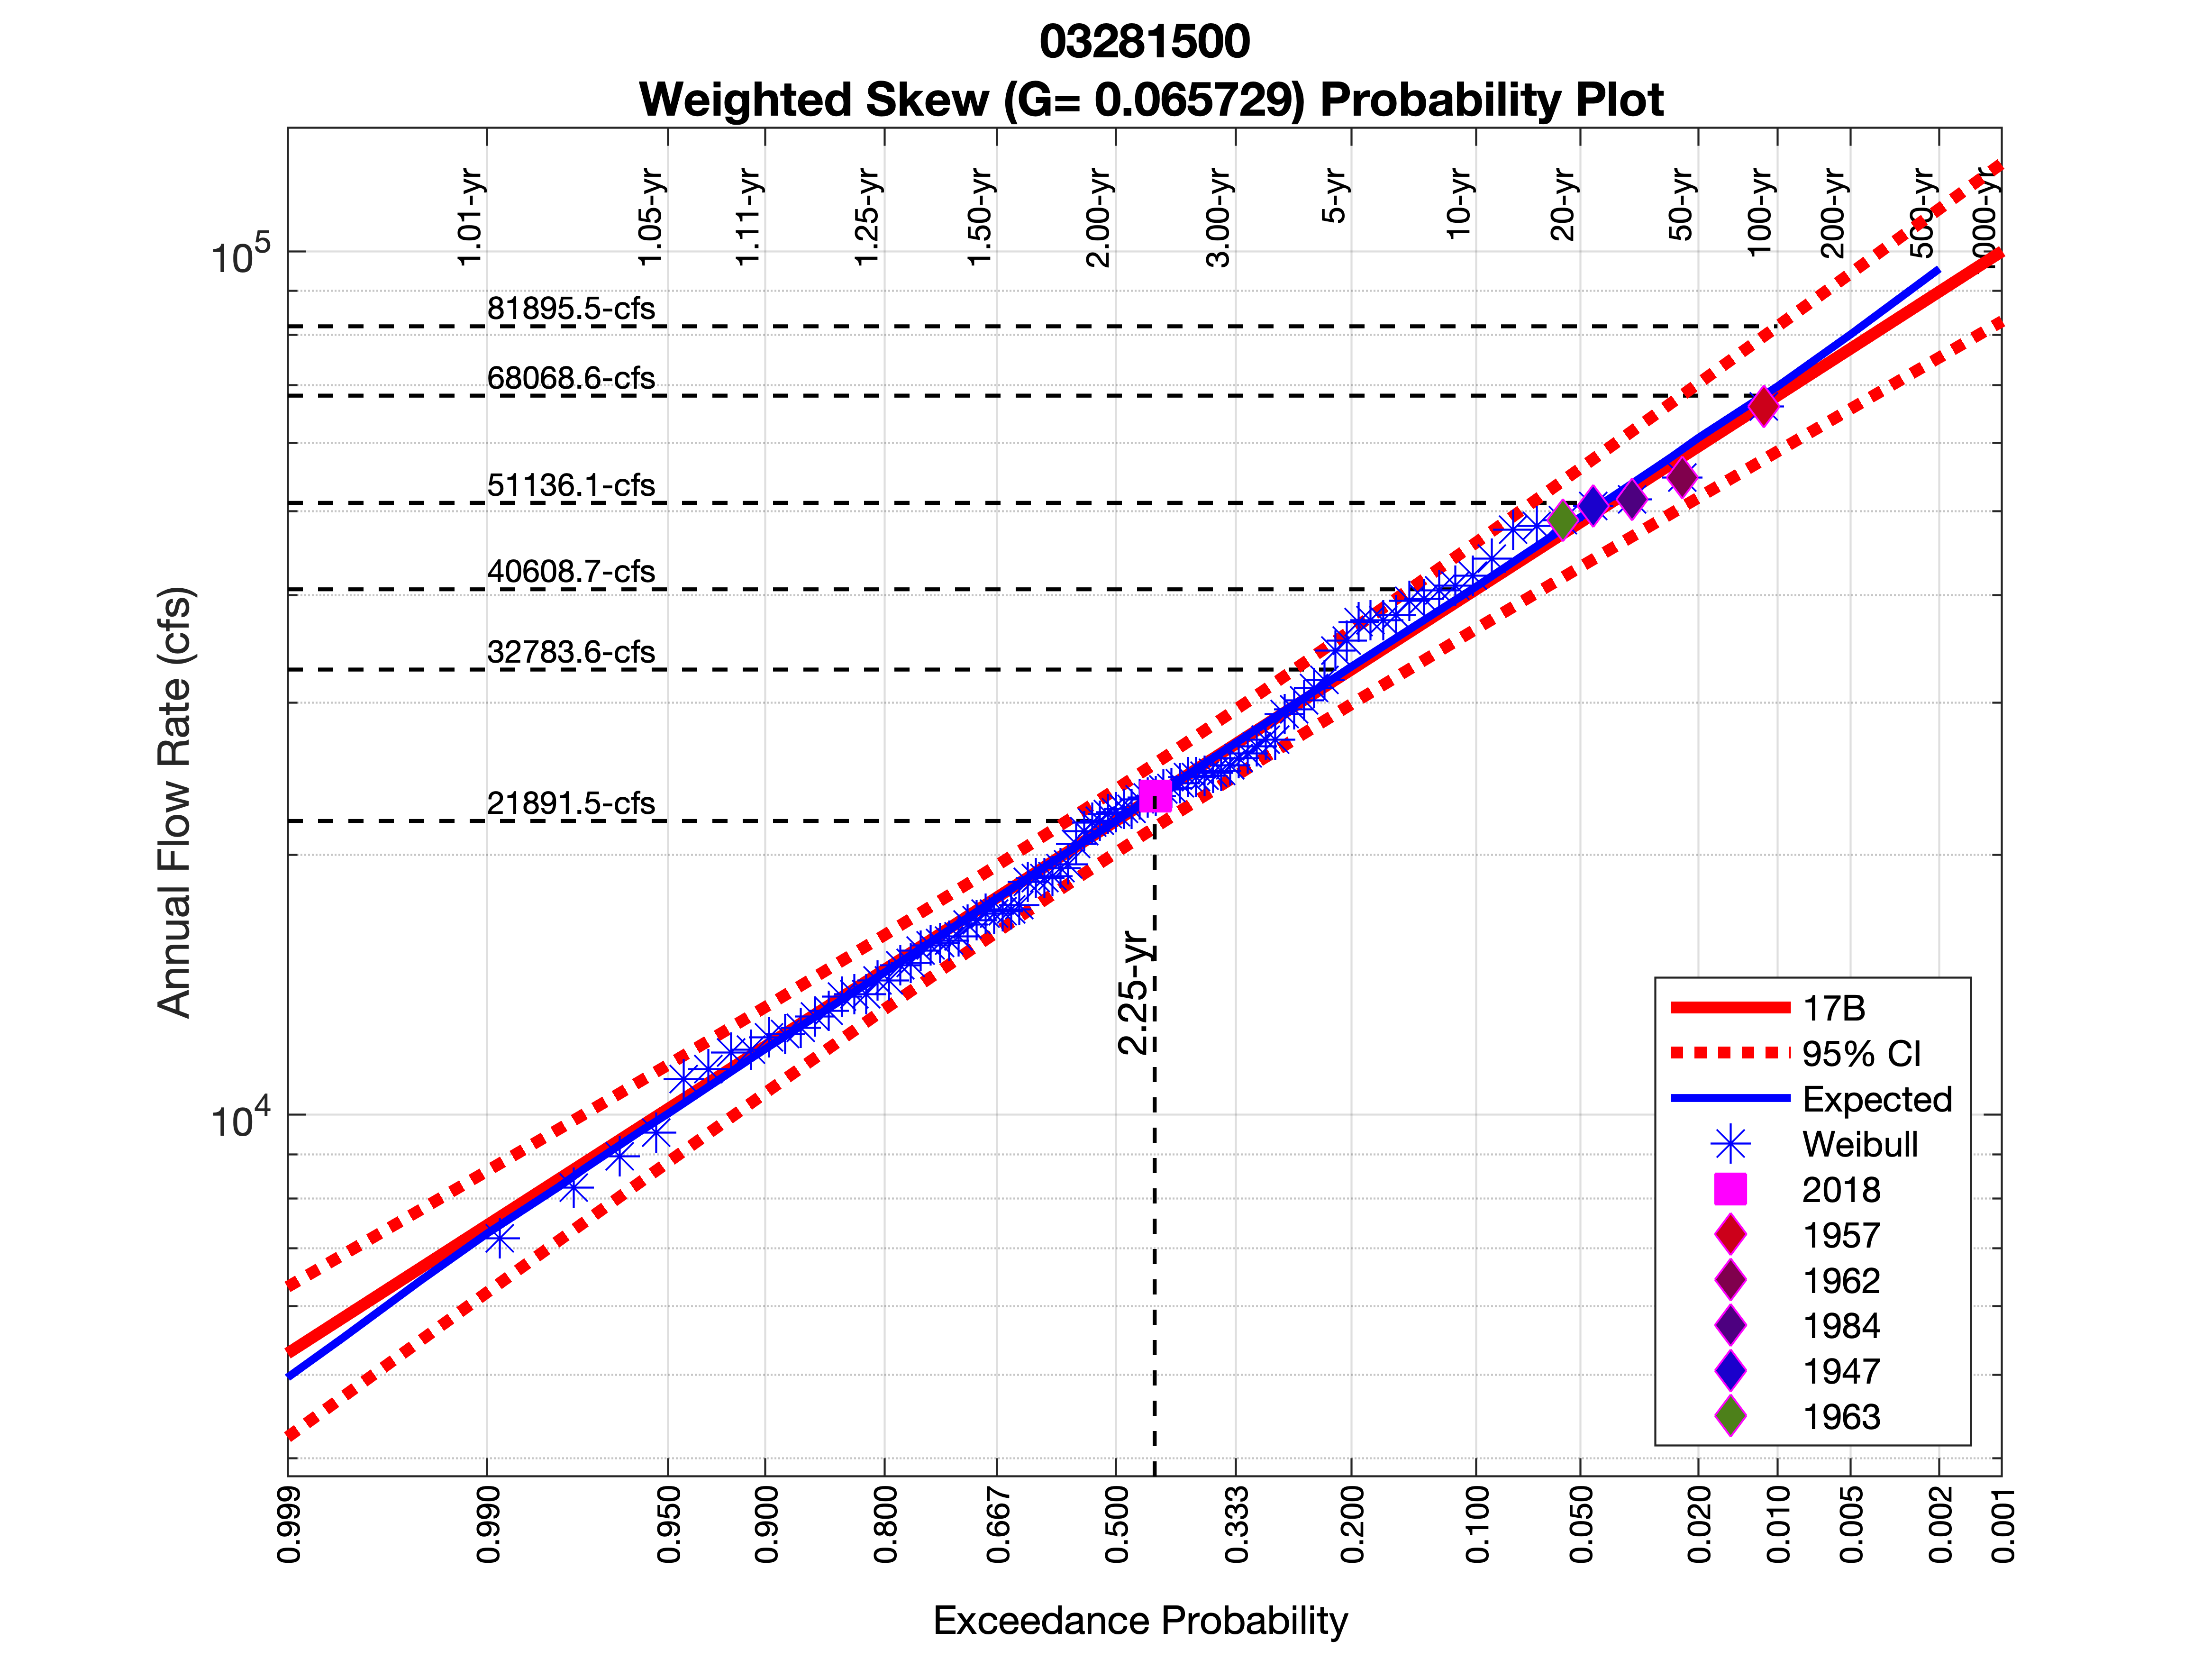 03281500
Weighted Skew (G= 0.065729) Probability Plot
1.01-yr
1.05-yr
1.11-yr
1.25-yr
1.50-yr
2.00-yr
3.00-yr
5-yr
10-yr
20-yr
50-yr
100-yr
200-yr
500-yr
10^5
81895.5-cfs
68068.6-cfs
51136.1-cfs
40608.7-cfs
32783.6-cfs
21891.5-cfs
10^4
Annual Flow Rate (cfs)
2.25-yr
17B
95% CI
Expected
Weibull
2018
1957
1962
1984
1947
1963
0.999
0.990
0.950
0.900
0.800
0.667
0.500
0.333
0.200
0.100
0.050
0.020
0.010
0.005
0.002
0.001
Exceedance Probability